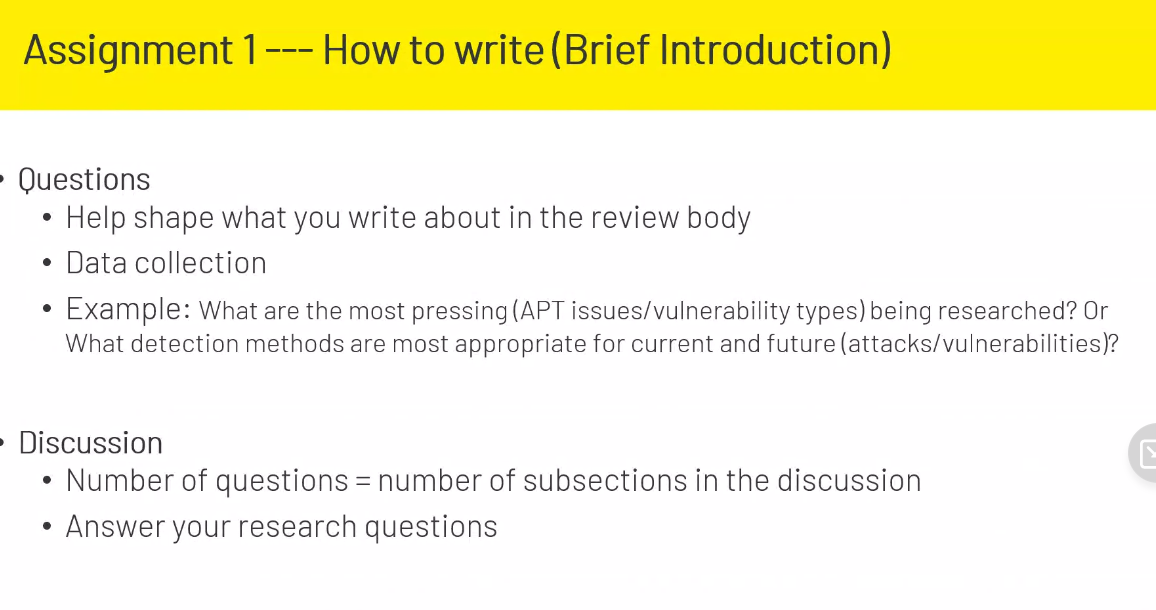 Assignment 1 --- How to write (Brief Introduction)
• Questions
• Help shape what you write about in the review body
• Data collection
• Example: What are the most pressing (APT issues/vulnerability types) being researched? Or
What detection methods are most appropriate for current and future (attacks/vulnerabilities)?
• Discussion
• Number of questions = number of subsections in the discussion
• Answer your research questions